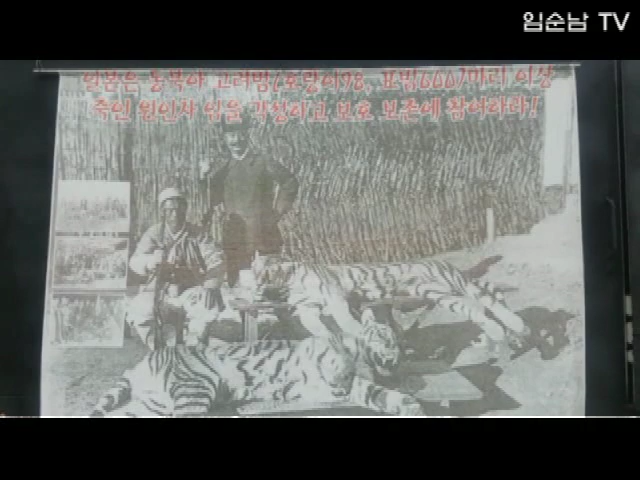 임순남 TV
일본은 동북아 고려범(호랑이98, 표범600)마리 이상
죽인 원인자 임을 각성하고 보호 보존에 참여하라!